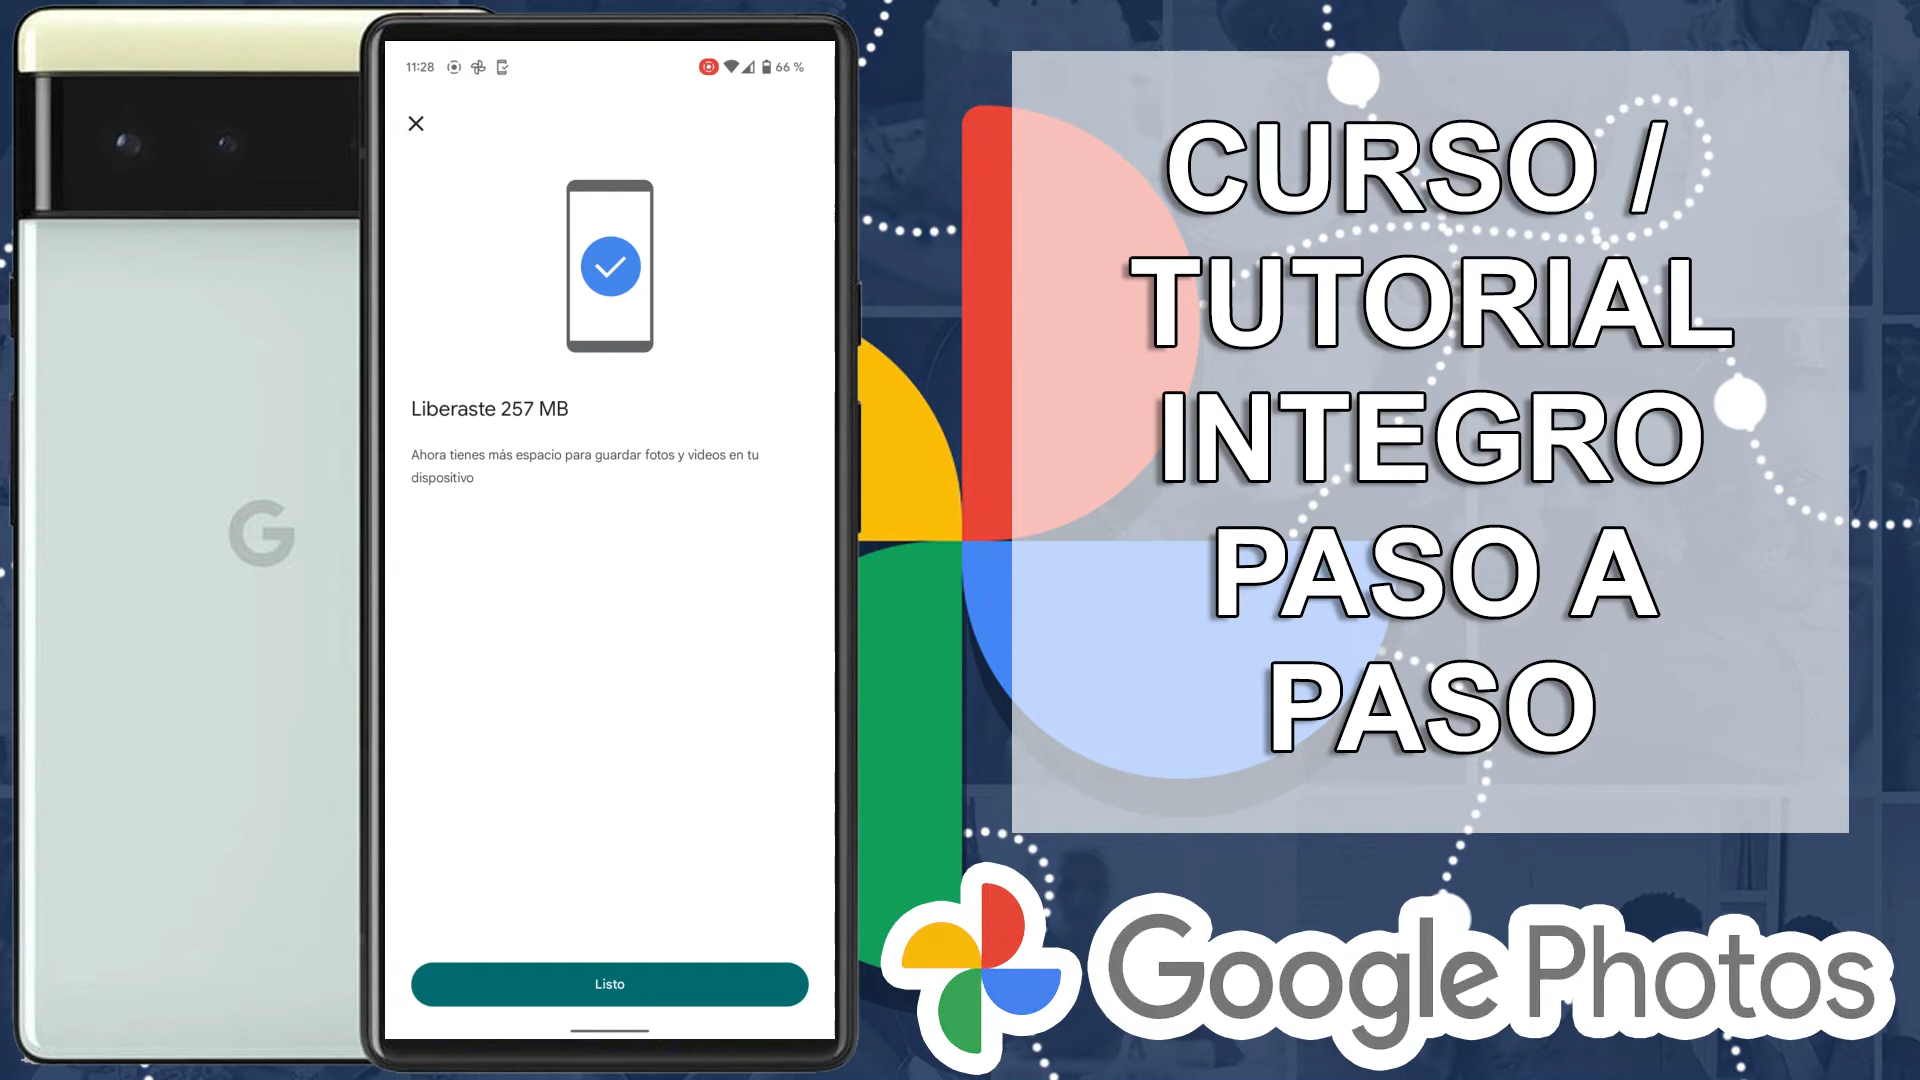 11:28
66 %
Liberaste 257 MB
Ahora tienes más espacio para guardar fotos y videos en tu
dispositivo
Listo
G
CURSO /
TUTORIAL
INTEGRO
PASO A
PASO
Google Photos